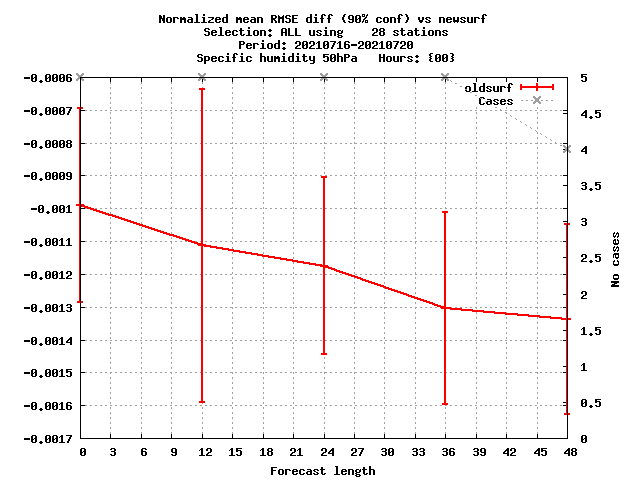 Normalized mean RMSE diff (90% conf) vs newsurf
Selection: ALL using 28 stations
Period: 20210716-20210720
Specific humidity 50hPa Hours: {00}
-0.0006
-0.0007
-0.0008
-0.0009
-0.001
-0.0011
-0.0012
-0.0013
-0.0014
-0.0015
-0.0016
-0.0017
oldsurf
Cases
5
4.5
4
3.5
3
2.5
2
1.5
1
0.5
0
No cases
0 3 6 9 12 15 18 21 24 27 30 33 36 39 42 45 48
Forecast length